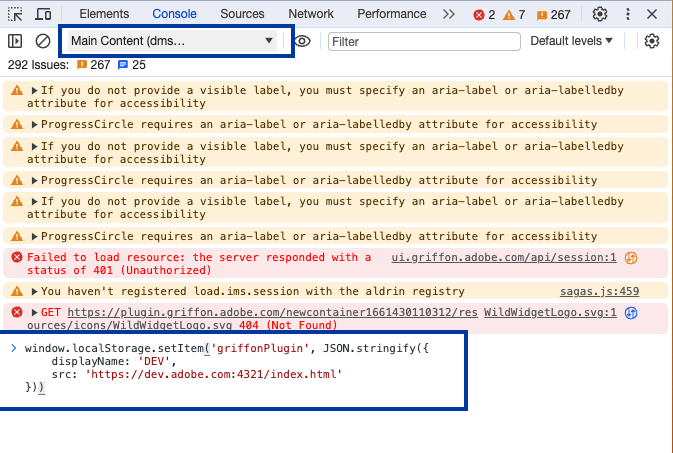 Elements Console Sources Network Performance 2 7 267
Main Content (dms… Filter Default levels
292 Issues: 267 25
If you do not provide a visible label, you must specify an aria-label or aria-labelledby
attribute for accessibility
ProgressCircle requires an aria-label or aria-labelledby attribute for accessibility
If you do not provide a visible label, you must specify an aria-label or aria-labelledby
attribute for accessibility
ProgressCircle requires an aria-label or aria-labelledby attribute for accessibility
If you do not provide a visible label, you must specify an aria-label or aria-labelledby
attribute for accessibility
ProgressCircle requires an aria-label or aria-labelledby attribute for accessibility
Failed to load resource: the server responded with a ui.griffon.adobe.com/api/session:1
status of 401 (Unauthorized)
You haven't registered load.ims.session with the aldrin registry sagas.js:459
GET https://plugin.griffon.adobe.com/newcontainer1661430110312/res WildWidgetLogo.svg:1
ources/icons/WildWidgetLogo.svg 404 (Not Found)
> window.localStorage.setItem('griffonPlugin', JSON.stringify({
displayName: 'DEV',
src: 'https://dev.adobe.com:4321/index.html'
}))